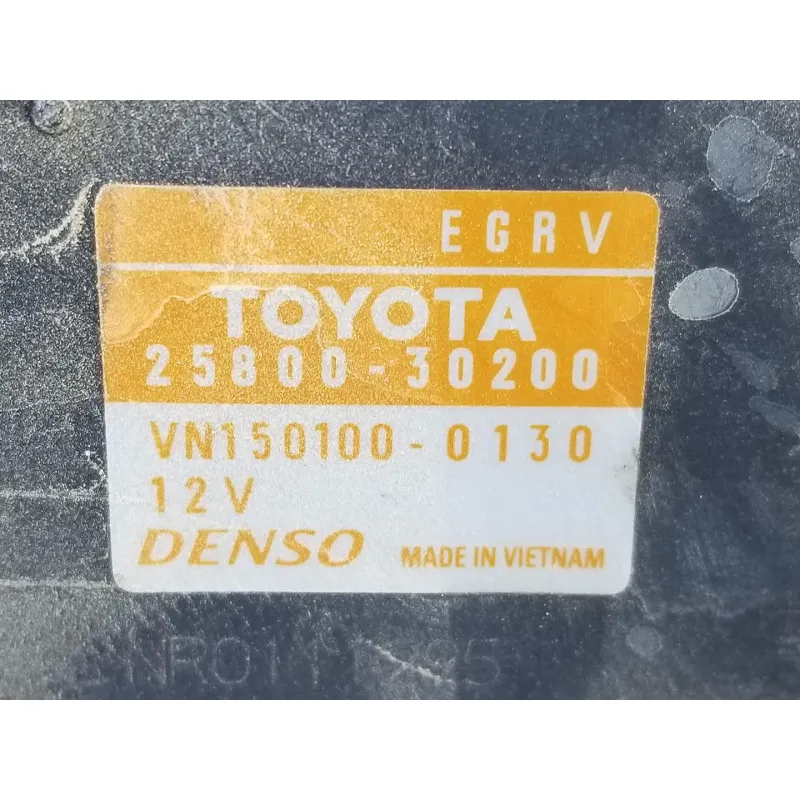 EGRV
TOYOTA
25800-30200
VN150100-0130
12V
DENSO MADE IN VIETNAM